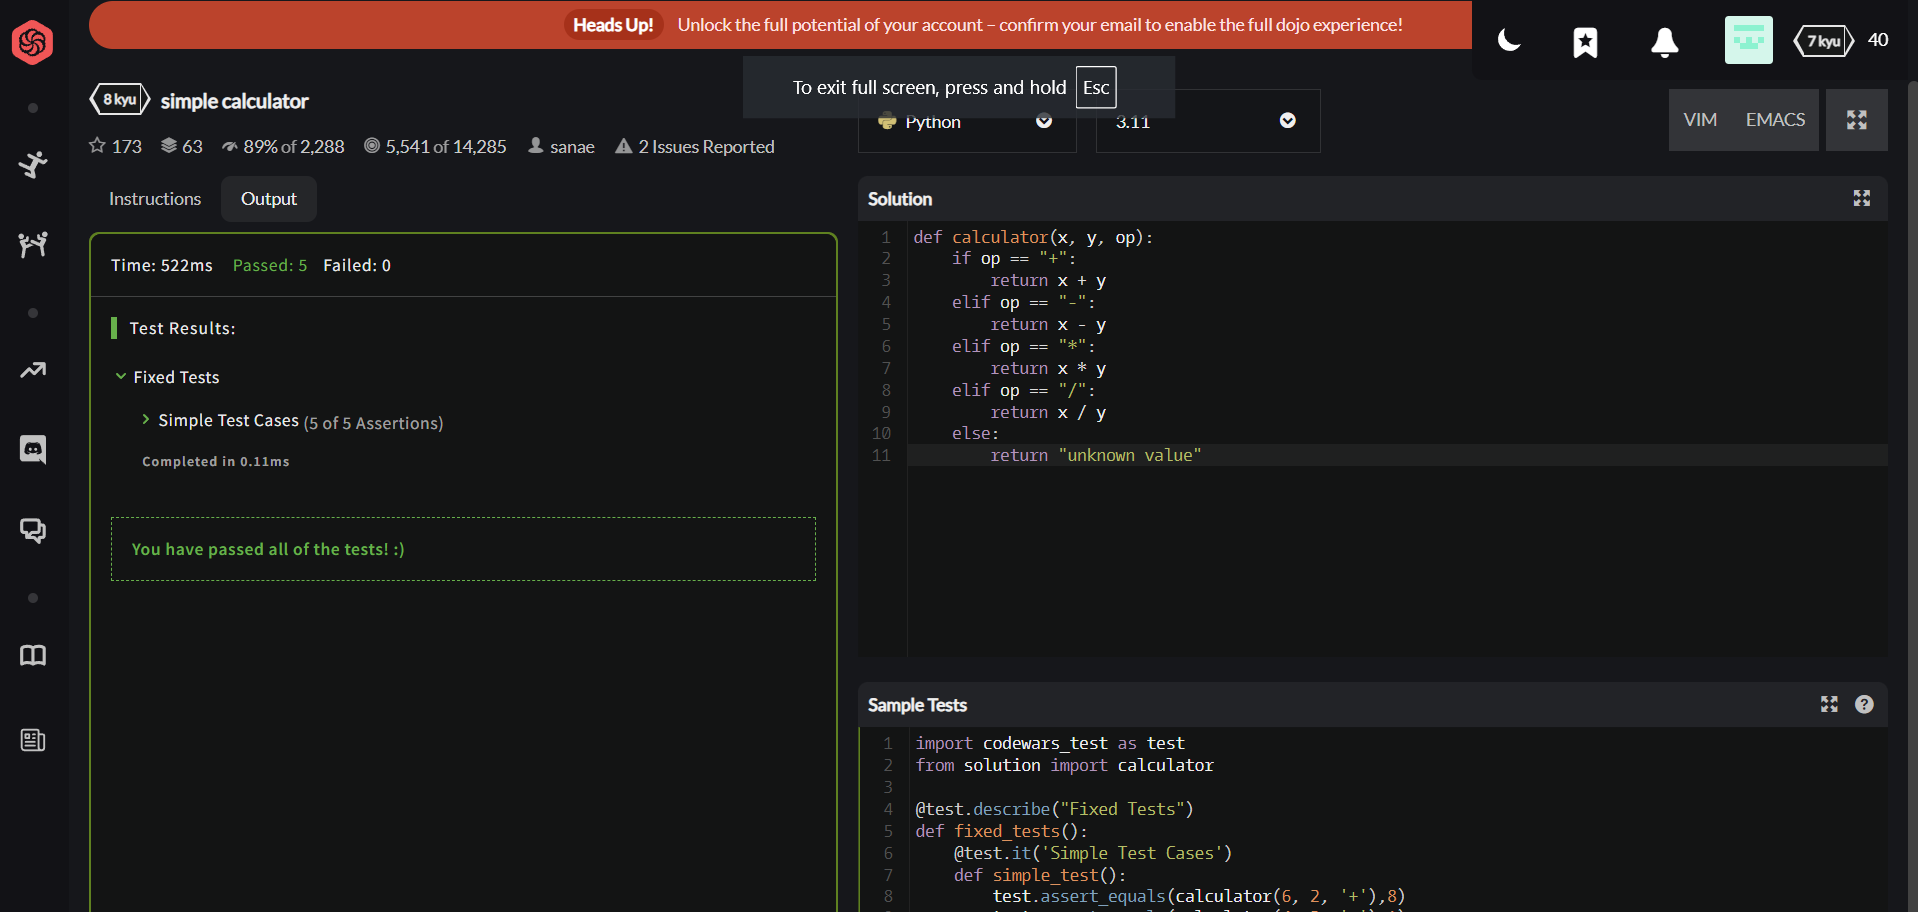 Heads Up! Unlock the full potential of your account – confirm your email to enable the full dojo experience!
7 kyu 40
To exit full screen, press and hold Esc
8 kyu simple calculator
173 63 89% of 2,288 5,541 of 14,285 sanae 2 Issues Reported
Python 3.11 VIM EMACS
Instructions Output
Time: 522ms Passed: 5 Failed: 0
Test Results:
Fixed Tests
Simple Test Cases (5 of 5 Assertions)
Completed in 0.11ms
You have passed all of the tests! :)
Solution
1 def calculator(x, y, op):
2     if op == "+":
3         return x + y
4     elif op == "-":
5         return x - y
6     elif op == "*":
7         return x * y
8     elif op == "/":
9         return x / y
10     else:
11         return "unknown value"
Sample Tests
1 import codewars_test as test
2 from solution import calculator
3
4 @test.describe("Fixed Tests")
5 def fixed_tests():
6     @test.it('Simple Test Cases')
7     def simple_test():
8         test.assert_equals(calculator(6, 2, '+'),8)